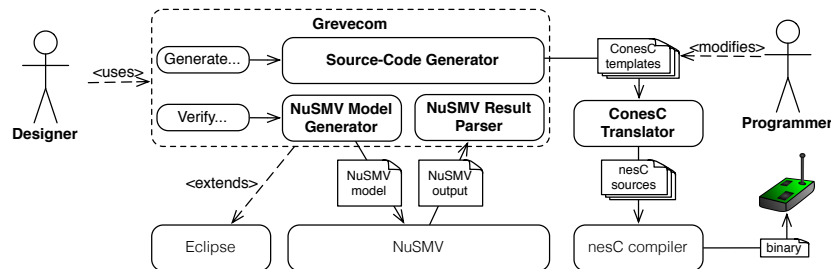 Grevecom
Generate...
Source-Code Generator
ConesC
templates
<modifies>
<uses>
Designer
Verify...
NuSMV Model
Generator
NuSMV Result
Parser
ConesC
Translator
Programmer
<extends>
NuSMV
model
NuSMV
output
nesC
sources
Eclipse
NuSMV
nesC compiler
binary